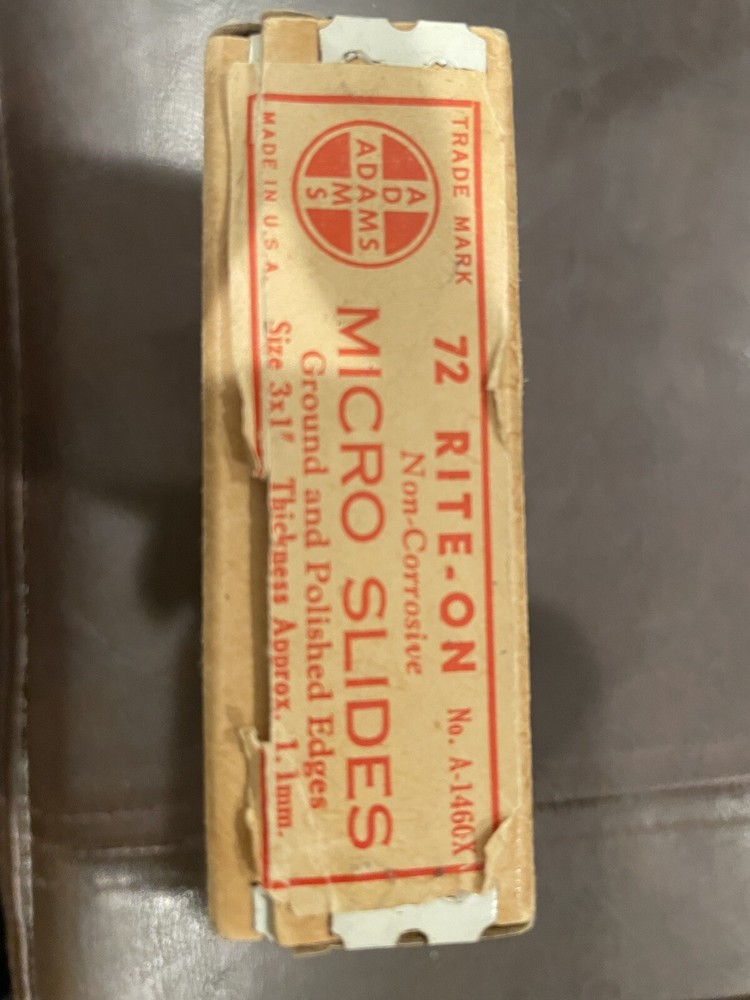 TRADE MARK
A
D
ADAMS
M
S
MADE IN U.S.A.
72 RITE-ON No. A-1460X
Non-Corrosive
MICRO SLIDES
Ground and Polished Edges
Size 3x1" Thickness Approx. 1.1mm.